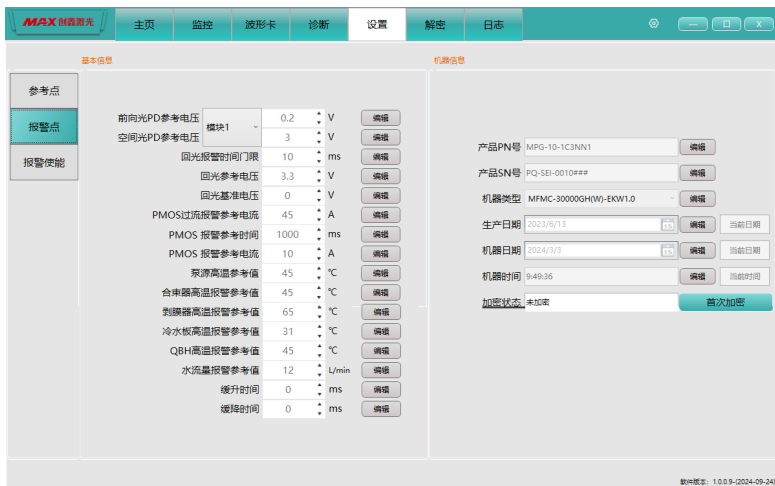 MAX 创鑫激光 主页 监控 波形卡 诊断 设置 解密 日志
基本信息 机器信息
参考点
报警点
报警使能
前向光PD参考电压 模块1 0.2 V 编辑
空间光PD参考电压 3 V 编辑
回光报警时间门限 10 ms 编辑
回光参考电压 3.3 V 编辑
回光基准电压 0 V 编辑
PMOS过流报警参考电流 45 A 编辑
PMOS 报警参考时间 1000 ms 编辑
PMOS 报警参考电流 10 A 编辑
泵源高温参考值 45 ℃ 编辑
合束器高温报警参考值 45 ℃ 编辑
剥膜器高温报警参考值 65 ℃ 编辑
冷水板高温报警参考值 31 ℃ 编辑
QBH高温报警参考值 45 ℃ 编辑
水流量报警参考值 12 L/min 编辑
缓升时间 0 ms 编辑
缓降时间 0 ms 编辑
产品PN号 MPG-10-1C3NN1 编辑
产品SN号 PQ-SEI-0010### 编辑
机器类型 MFMC-30000GH(W)-EKW1.0 编辑
生产日期 2023/6/13 15 编辑 当前日期
机器日期 2024/3/3 15 编辑 当前日期
机器时间 9:49:36 编辑 当前时间
加密状态 未加密 首次加密
软件版本: 1.0.0.9-(2024-09-24)